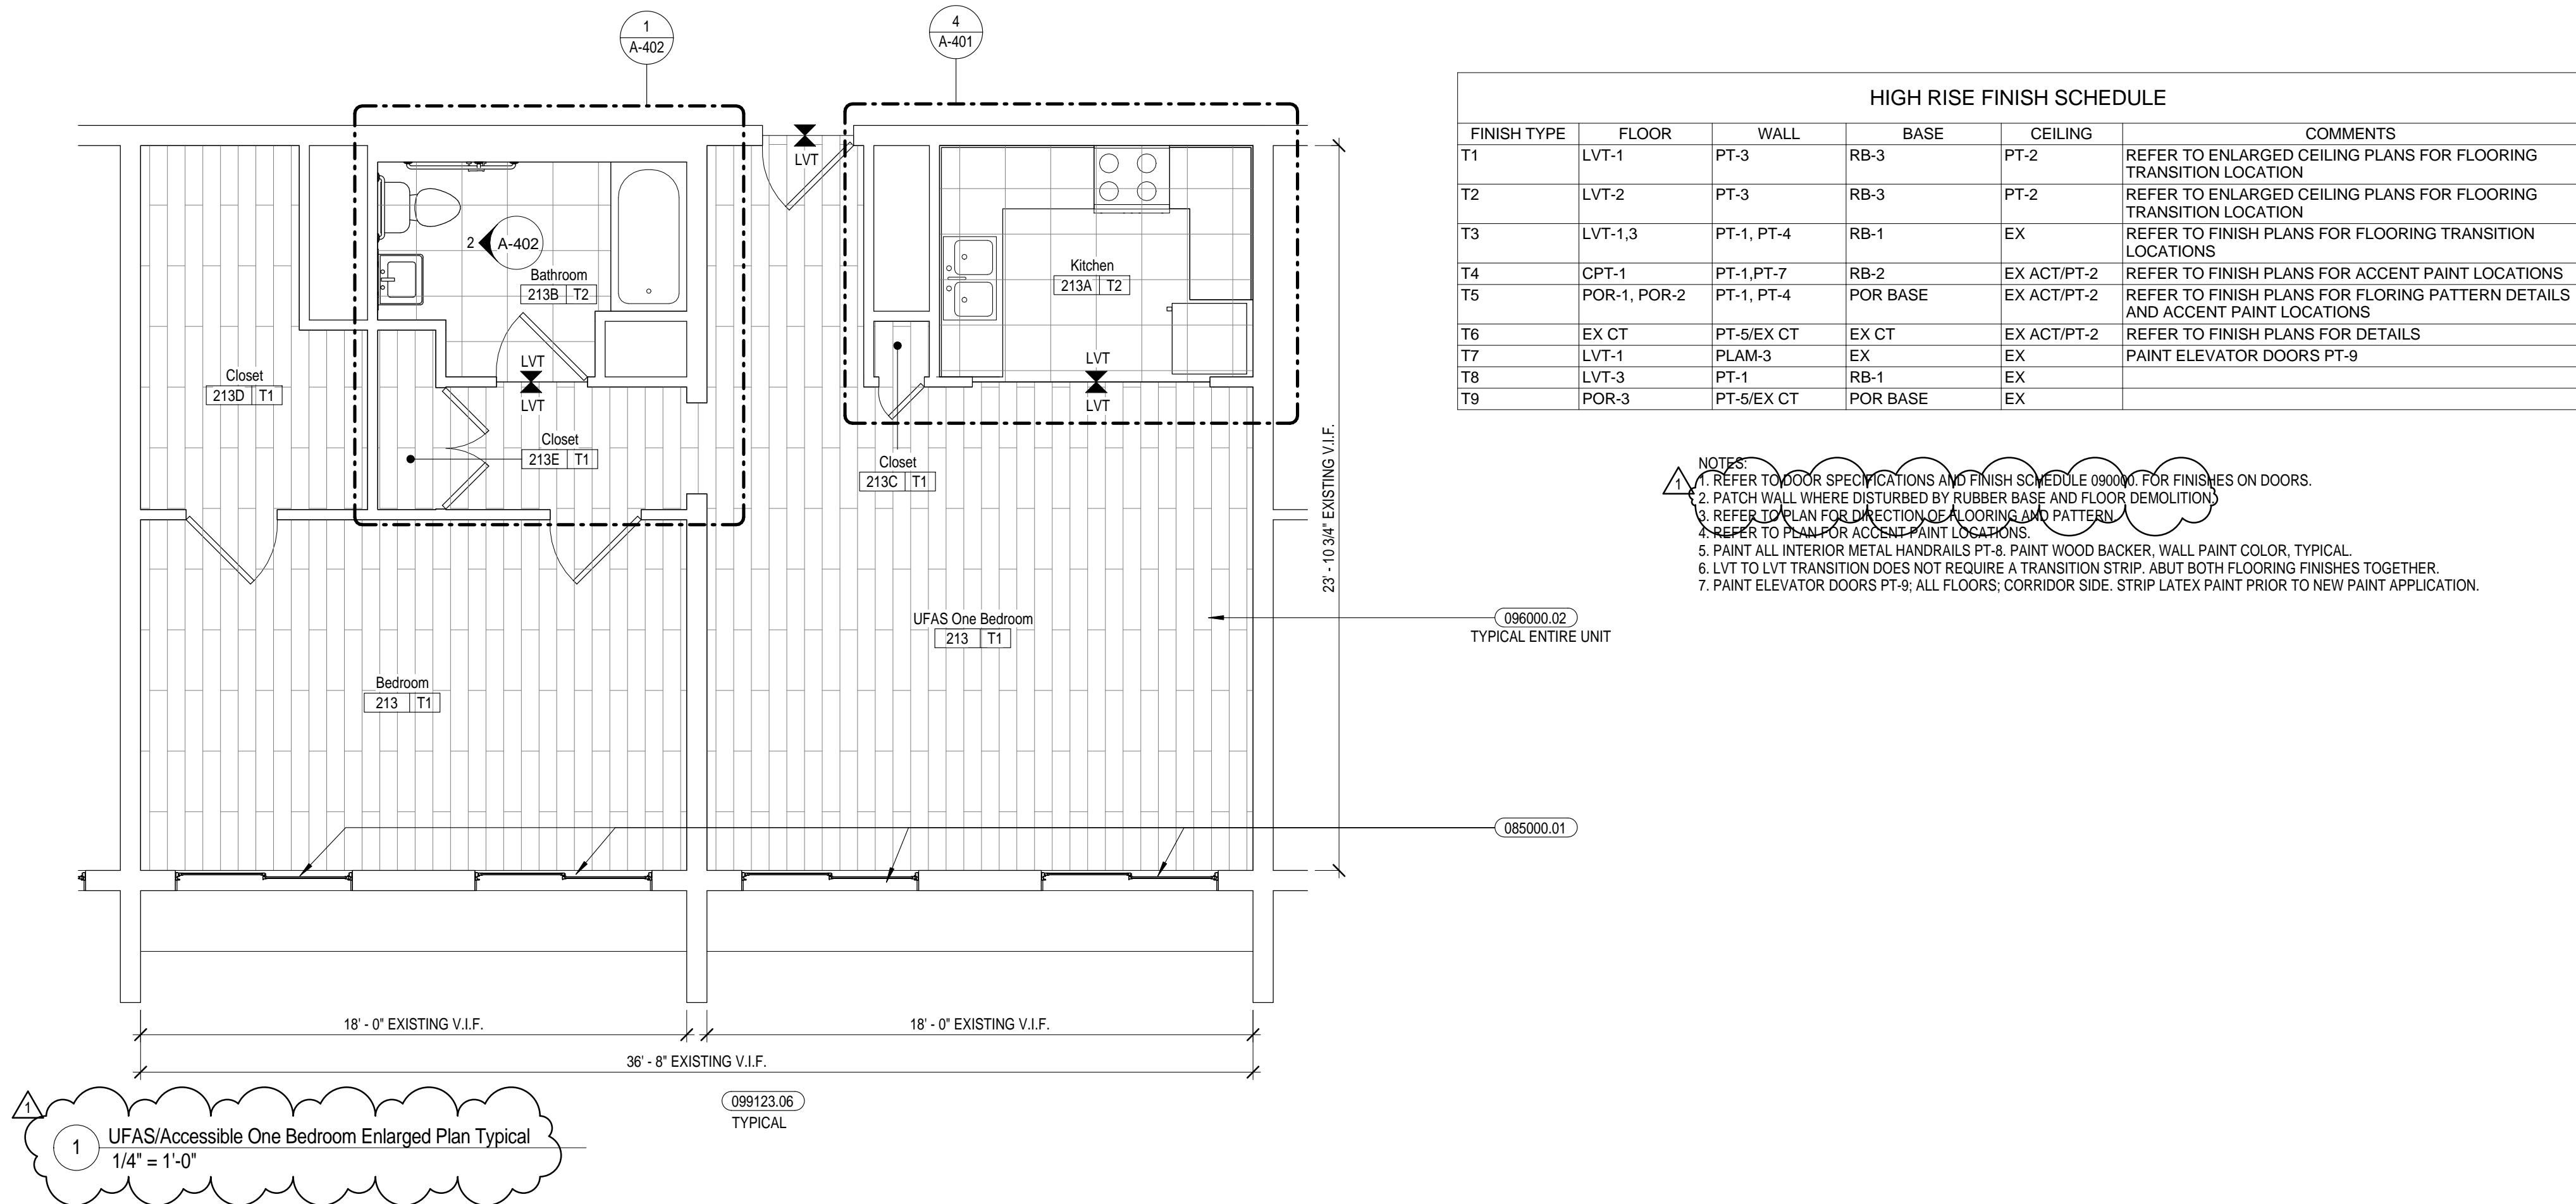 1
A-402
4
A-401
LVT
2
A-402
Bathroom
213B T2
Kitchen
213A T2
LVT
LVT
LVT
LVT
Closet
213D T1
Closet
213E T1
Closet
213C T1
UFAS One Bedroom
213 T1
Bedroom
213 T1
23' - 10 3/4" EXISTING V.I.F.
096000.02
TYPICAL ENTIRE UNIT
085000.01
18' - 0" EXISTING V.I.F.
18' - 0" EXISTING V.I.F.
36' - 8" EXISTING V.I.F.
099123.06
TYPICAL
1
1
UFAS/Accessible One Bedroom Enlarged Plan Typical
1/4" = 1'-0"
HIGH RISE FINISH SCHEDULE
FINISH TYPE FLOOR WALL BASE CEILING COMMENTS
T1 LVT-1 PT-3 RB-3 PT-2 REFER TO ENLARGED CEILING PLANS FOR FLOORING
TRANSITION LOCATION
T2 LVT-2 PT-3 RB-3 PT-2 REFER TO ENLARGED CEILING PLANS FOR FLOORING
TRANSITION LOCATION
T3 LVT-1,3 PT-1, PT-4 RB-1 EX REFER TO FINISH PLANS FOR FLOORING TRANSITION
LOCATIONS
T4 CPT-1 PT-1,PT-7 RB-2 EX ACT/PT-2 REFER TO FINISH PLANS FOR ACCENT PAINT LOCATIONS
T5 POR-1, POR-2 PT-1, PT-4 POR BASE EX ACT/PT-2 REFER TO FINISH PLANS FOR FLORING PATTERN DETAILS
AND ACCENT PAINT LOCATIONS
T6 EX CT PT-5/EX CT EX CT EX ACT/PT-2 REFER TO FINISH PLANS FOR DETAILS
T7 LVT-1 PLAM-3 EX EX PAINT ELEVATOR DOORS PT-9
T8 LVT-3 PT-1 RB-1 EX
T9 POR-3 PT-5/EX CT POR BASE EX
1
NOTES:
1. REFER TO DOOR SPECIFICATIONS AND FINISH SCHEDULE 090000. FOR FINISHES ON DOORS.
2. PATCH WALL WHERE DISTURBED BY RUBBER BASE AND FLOOR DEMOLITION.
3. REFER TO PLAN FOR DIRECTION OF FLOORING AND PATTERN
4. REFER TO PLAN FOR ACCENT PAINT LOCATIONS.
5. PAINT ALL INTERIOR METAL HANDRAILS PT-8. PAINT WOOD BACKER, WALL PAINT COLOR, TYPICAL.
6. LVT TO LVT TRANSITION DOES NOT REQUIRE A TRANSITION STRIP. ABUT BOTH FLOORING FINISHES TOGETHER.
7. PAINT ELEVATOR DOORS PT-9; ALL FLOORS; CORRIDOR SIDE. STRIP LATEX PAINT PRIOR TO NEW PAINT APPLICATION.